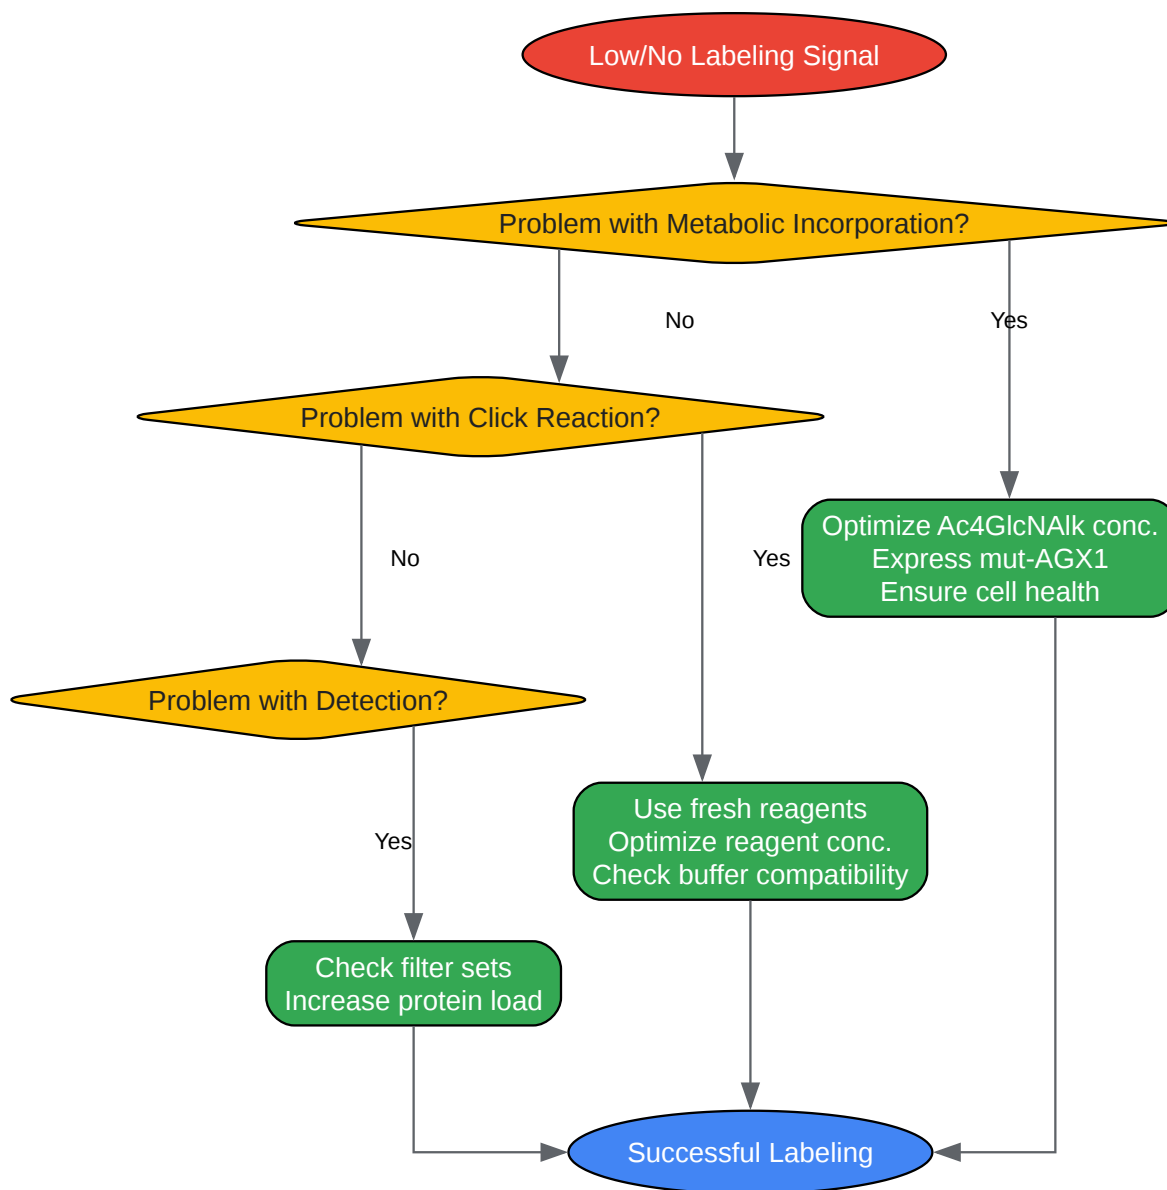 Low/No Labeling Signal
Problem with Metabolic Incorporation?
No
Yes
Problem with Click Reaction?
Optimize Ac4GlcNAlk conc.
Express mut-AGX1
Ensure cell health
No
Yes
Problem with Detection?
Use fresh reagents
Optimize reagent conc.
Check buffer compatibility
Yes
Check filter sets
Increase protein load
Successful Labeling